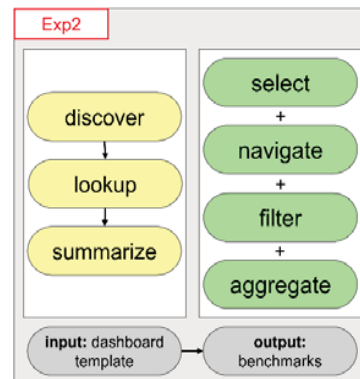 Exp2
discover
lookup
summarize
select
+
navigate
+
filter
+
aggregate
input: dashboard
template
output:
benchmarks